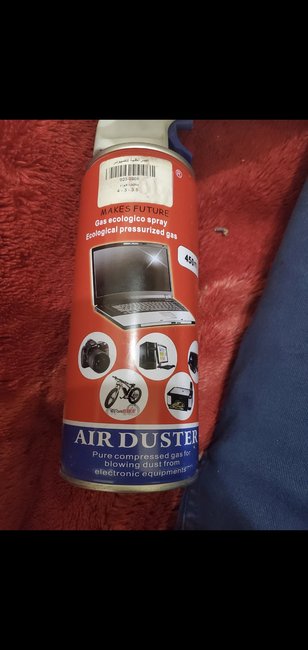 MAKES FUTURE
Gas ecologico spray
Ecological pressurized gas
450
AIR DUSTER
Pure compressed gas for
blowing dust from
electronic equipments